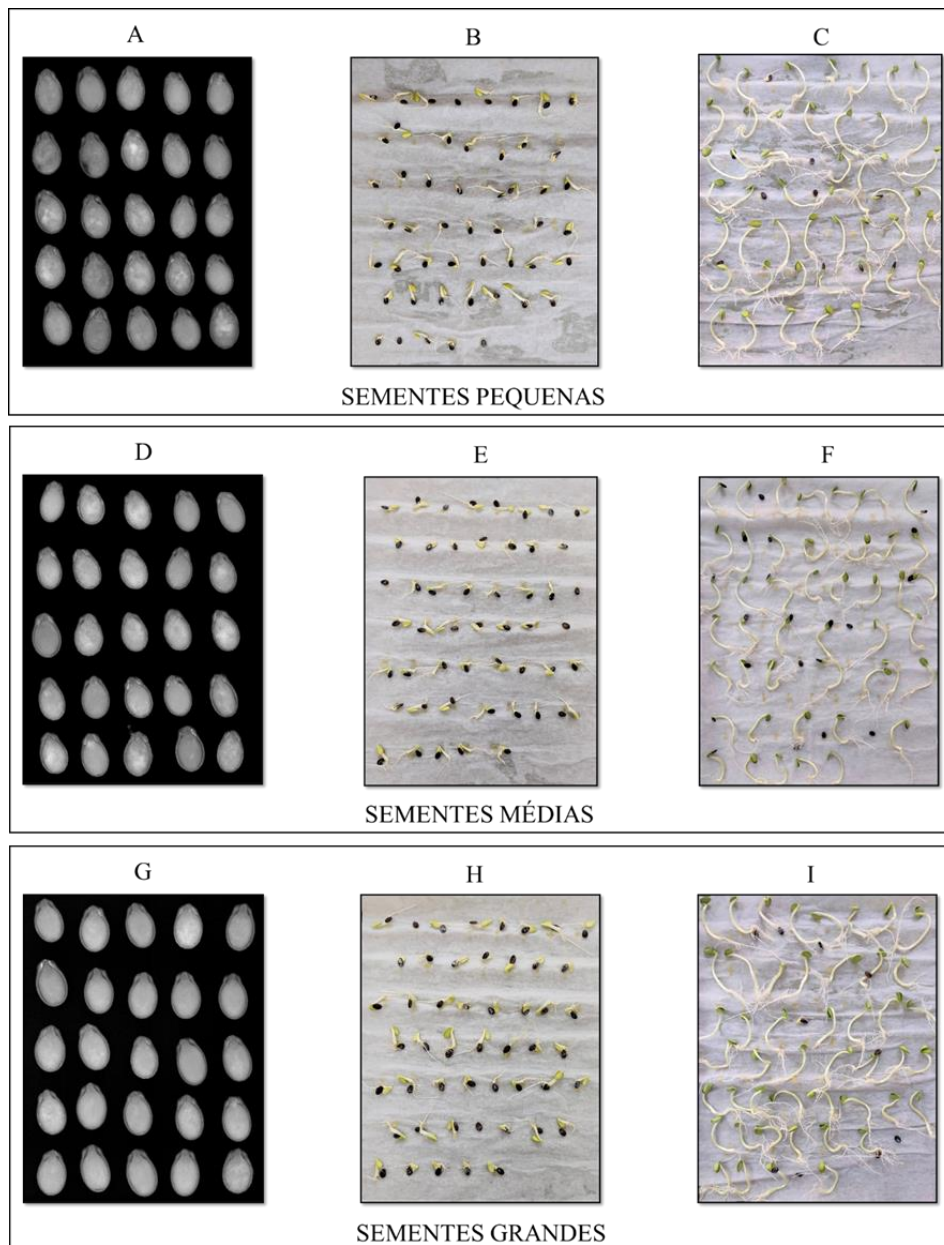 A B C
SEMENTES PEQUENAS
D E F
SEMENTES MÉDIAS
G H I
SEMENTES GRANDES